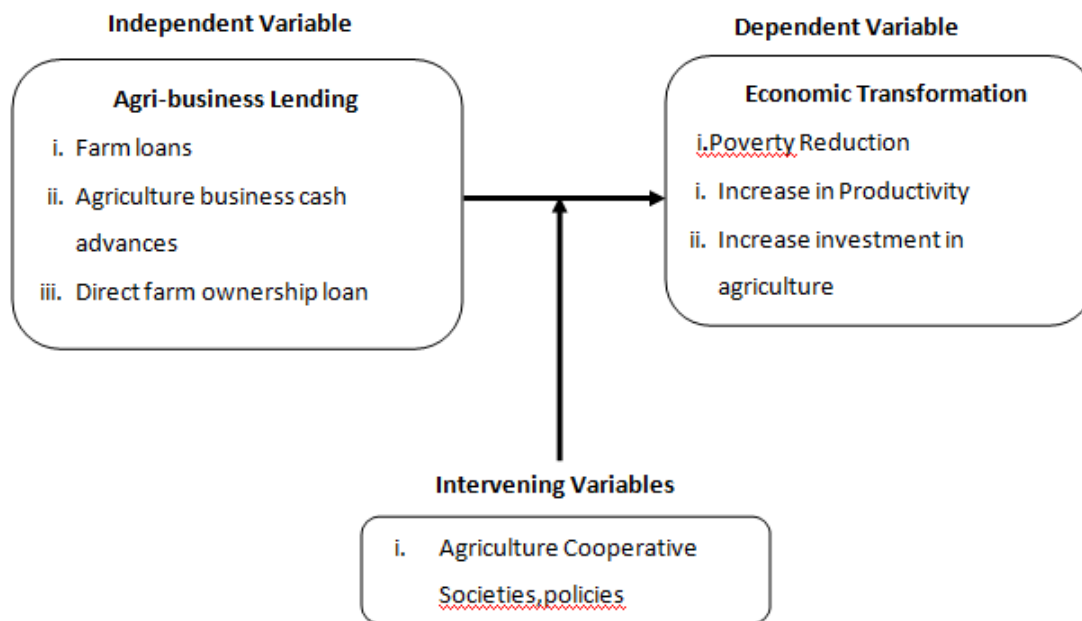 Independent Variable
Agri-business Lending
i. Farm loans
ii. Agriculture business cash
advances
iii. Direct farm ownership loan
Dependent Variable
Economic Transformation
i.Poverty Reduction
i. Increase in Productivity
ii. Increase investment in
agriculture
Intervening Variables
i. Agriculture Cooperative
Societies,policies